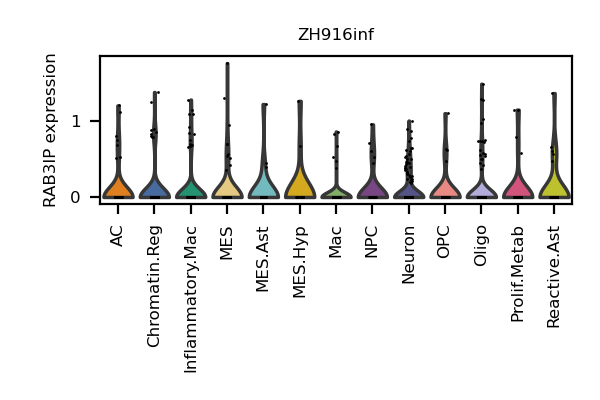 ZH916inf
RAB3IP expression
1
0
AC
Chromatin.Reg
Inflammatory.Mac
MES
MES.Ast
MES.Hyp
Mac
NPC
Neuron
OPC
Oligo
Prolif.Metab
Reactive.Ast